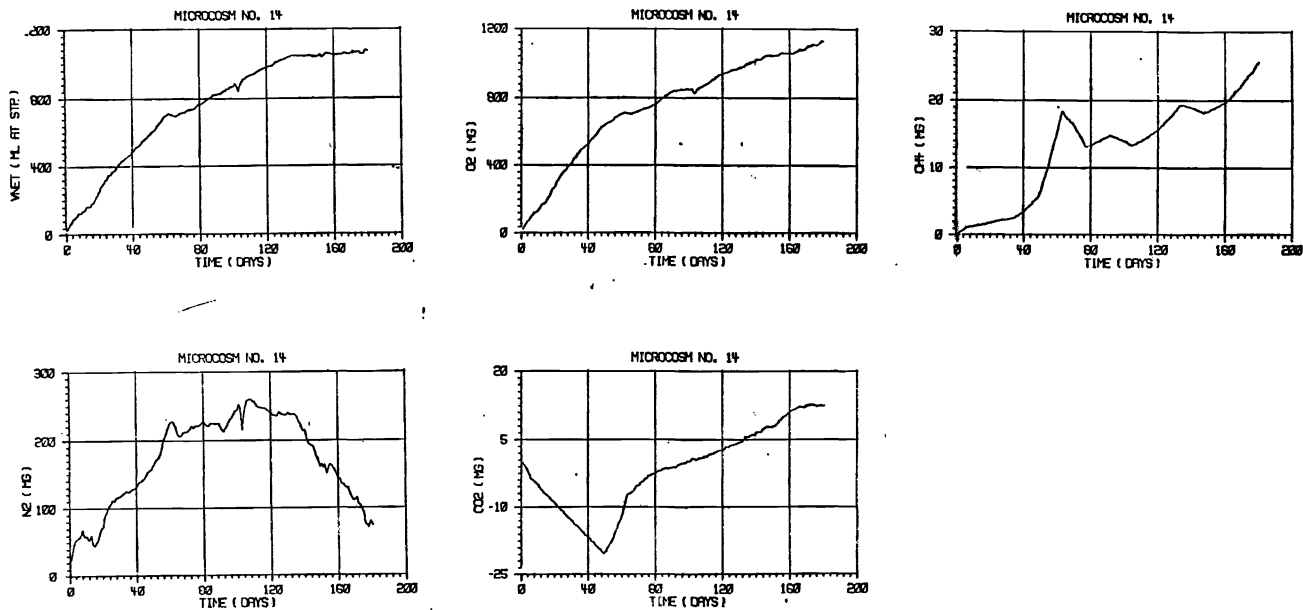 MICROCOSM NO. 14
VNET ( ML AT STP)
200
800
400
0
0 40 80 120 160 200
TIME ( DAYS )
MICROCOSM NO. 14
O2 ( MG )
1200
800
400
0
0 40 80 120 160 200
TIME ( DAYS )
MICROCOSM NO. 14
CH4 ( MG )
30
20
10
0
0 40 80 120 160 200
TIME ( DAYS )
MICROCOSM NO. 14
N2 ( MG )
300
200
100
0
0 40 80 120 160 200
TIME ( DAYS )
MICROCOSM NO. 14
CO2 ( MG )
20
5
-10
-25
0 40 80 120 160 200
TIME ( DAYS )